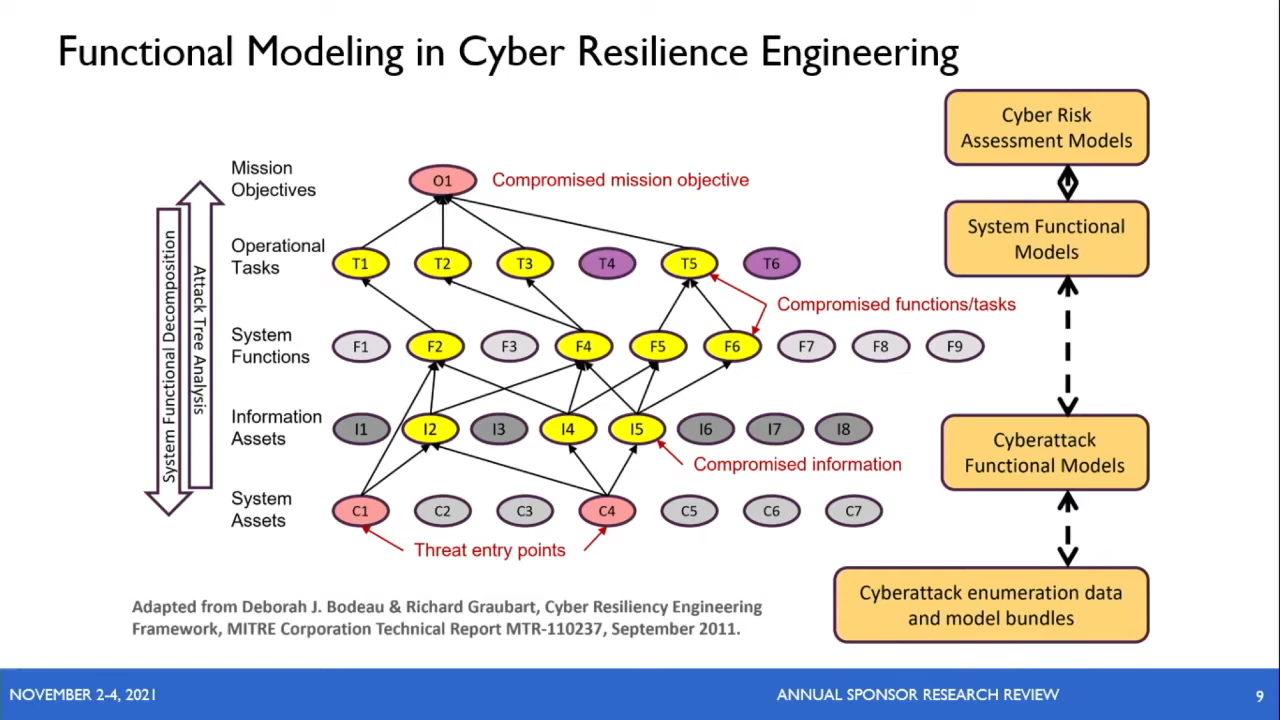 Functional Modeling in Cyber Resilience Engineering
Mission
Objectives
O1
Compromised mission objective
Operational
Tasks
T1 T2 T3 T4 T5 T6
Compromised functions/tasks
System
Functions
F1 F2 F3 F4 F5 F6 F7 F8 F9
Information
Assets
I1 I2 I3 I4 I5 I6 I7 I8
Compromised information
System
Assets
C1 C2 C3 C4 C5 C6 C7
Threat entry points
System Functional Decomposition
Attack Tree Analysis
Cyber Risk
Assessment Models
System Functional
Models
Cyberattack
Functional Models
Cyberattack enumeration data
and model bundles
Adapted from Deborah J. Bodeau & Richard Graubart, Cyber Resiliency Engineering
Framework, MITRE Corporation Technical Report MTR-110237, September 2011.
NOVEMBER 2-4, 2021
ANNUAL SPONSOR RESEARCH REVIEW
9